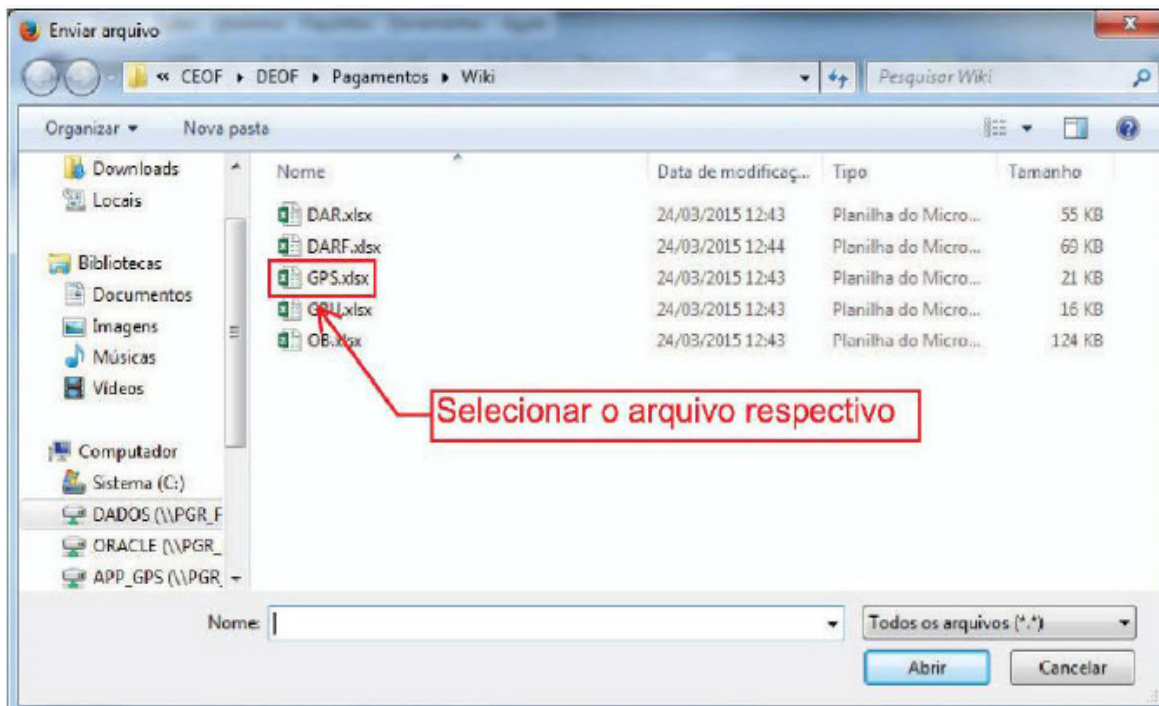 Enviar arquivo
« CEOF ▸ DEOF ▸ Pagamentos ▸ Wiki
Pesquisar Wiki
Organizar
Nova pasta
Downloads
Locais
Bibliotecas
Documentos
Imagens
Músicas
Vídeos
Computador
Sistema (C:)
DADOS (\\PGR_F
ORACLE (\\PGR_
APP_GPS (\\PGR_
Nome Data de modificaç... Tipo Tamanho
DAR.xlsx 24/03/2015 12:43 Planilha do Micro... 55 KB
DARF.xlsx 24/03/2015 12:44 Planilha do Micro... 69 KB
GPS.xlsx 24/03/2015 12:43 Planilha do Micro... 21 KB
GRU.xlsx 24/03/2015 12:43 Planilha do Micro... 16 KB
OB.xlsx 24/03/2015 12:43 Planilha do Micro... 124 KB
Selecionar o arquivo respectivo
Nome:
Todos os arquivos (*.*)
Abrir
Cancelar